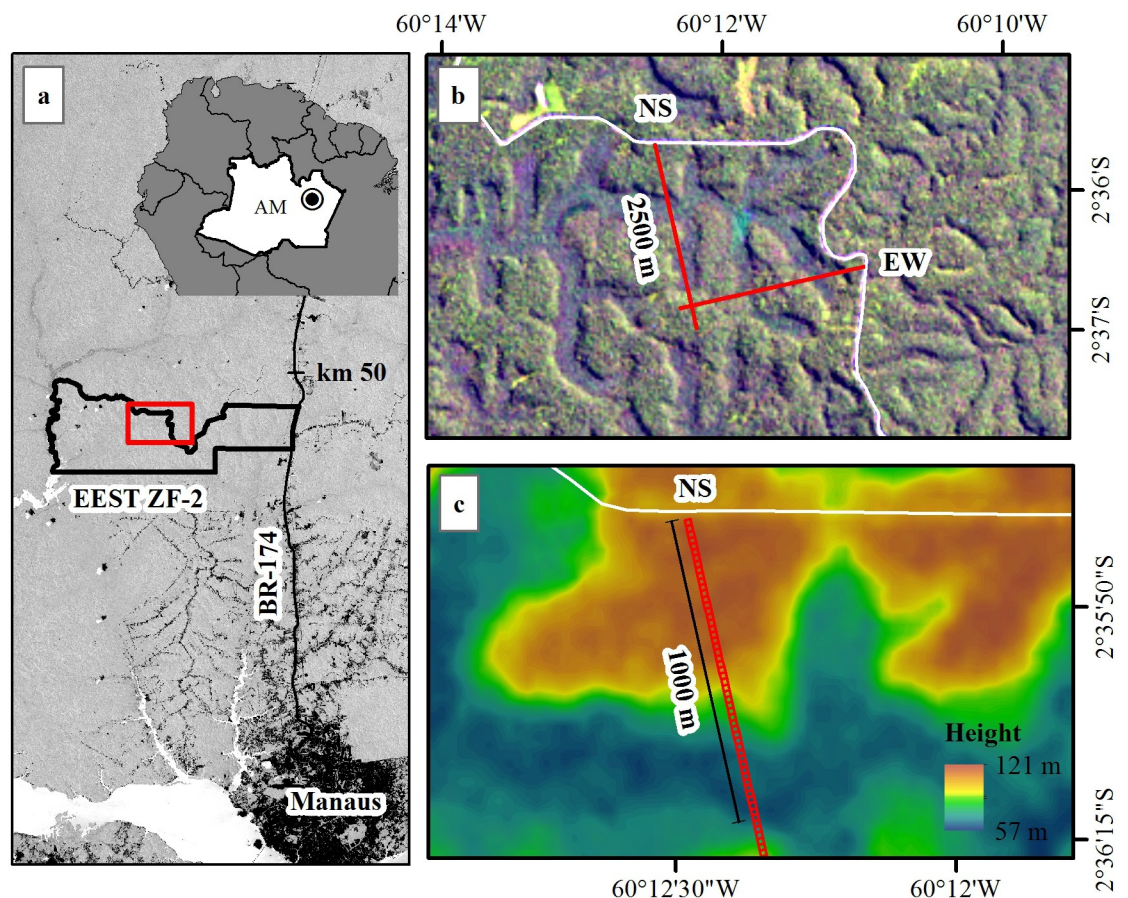 60°14'W
60°12'W
60°10'W
a
AM
km 50
EEST ZF-2
BR-174
Manaus
b
NS
2500 m
EW
2°36'S
2°37'S
c
NS
1000 m
Height
121 m
57 m
2°35'50"S
2°36'15"S
60°12'30"W
60°12'W